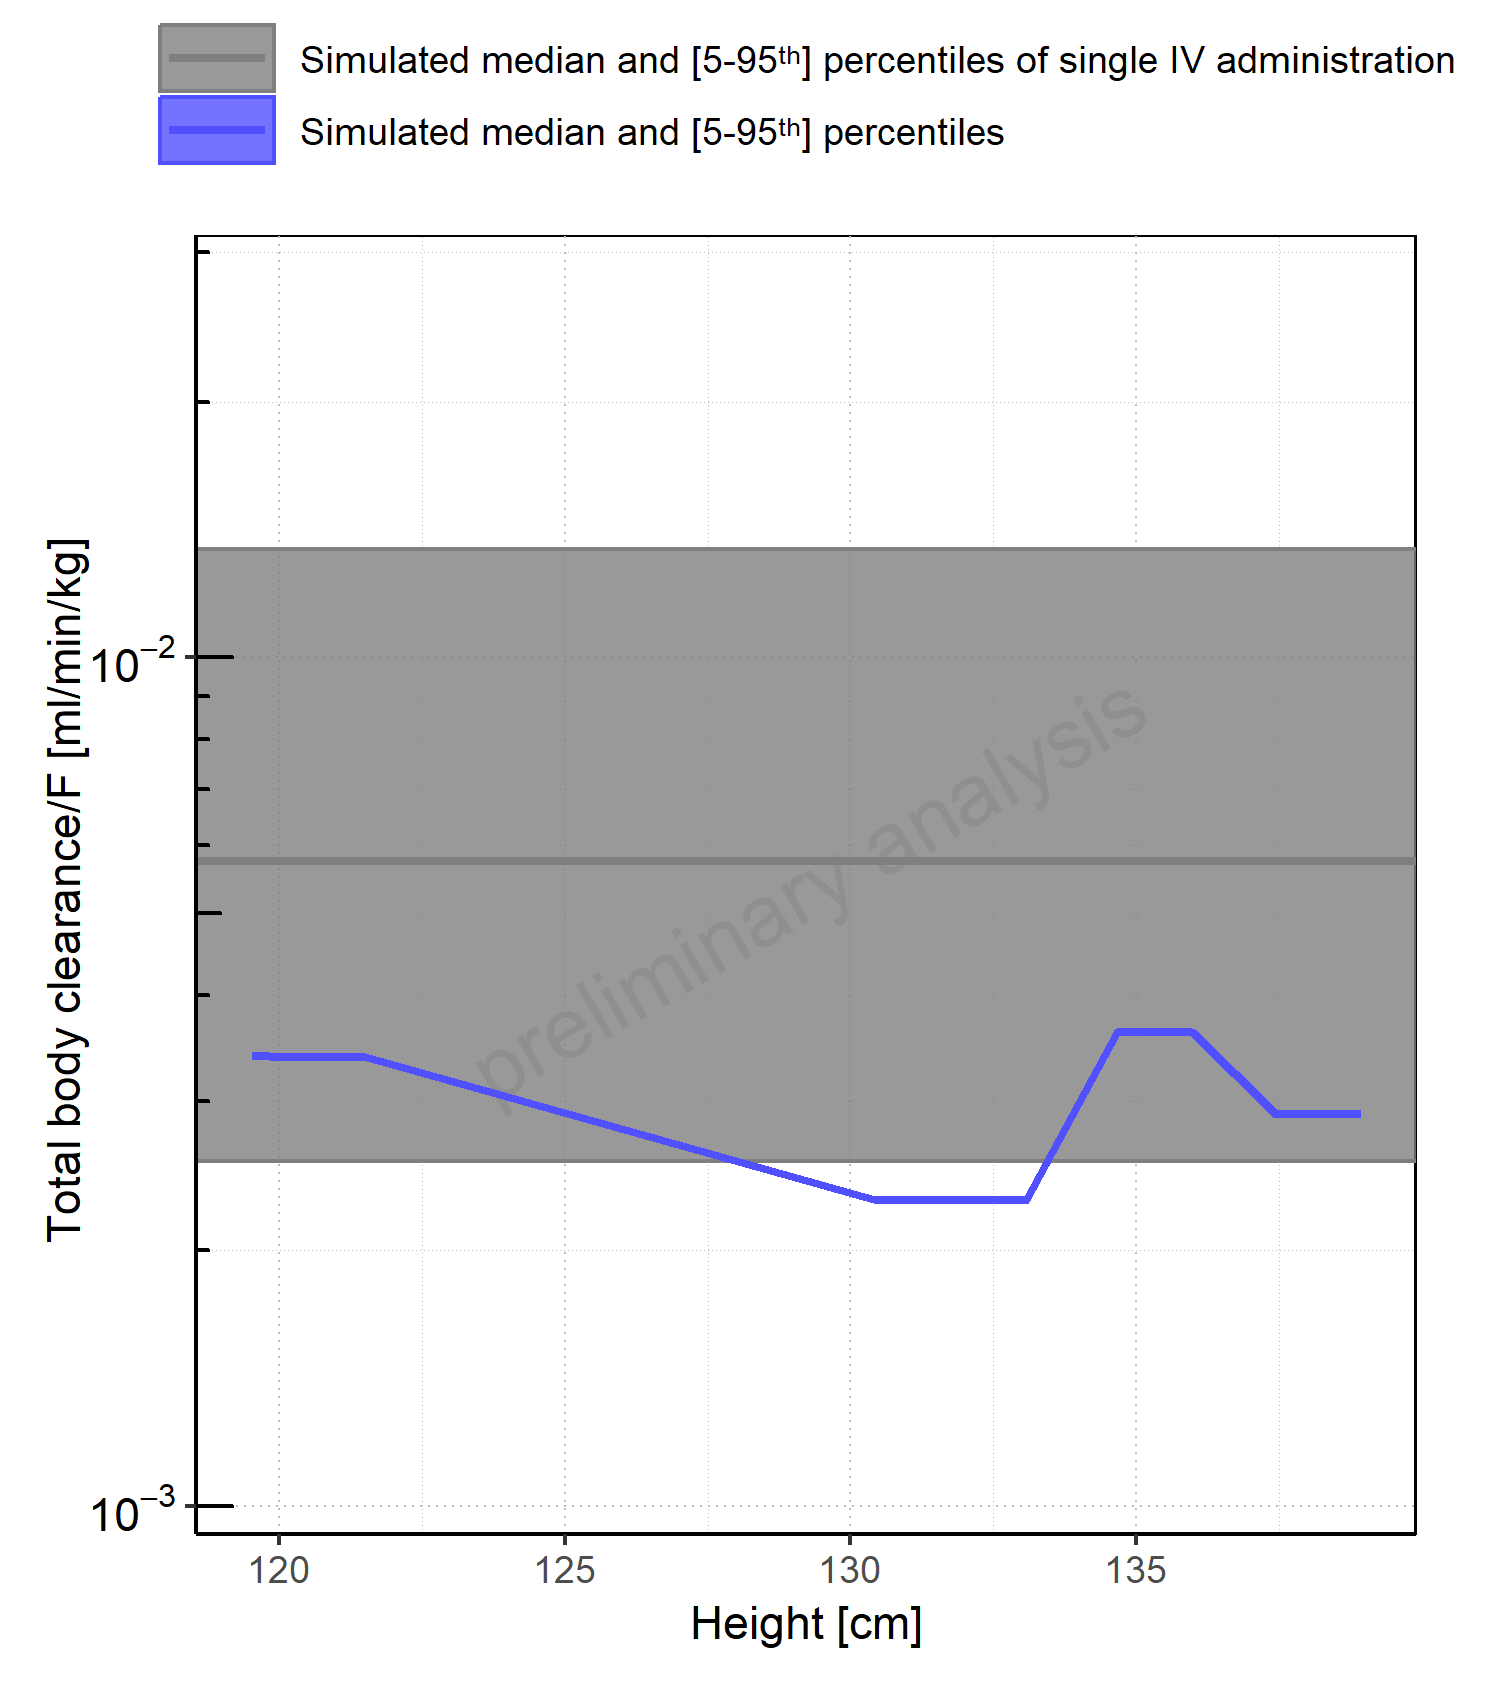 Simulated median and [5-95th] percentiles of single IV administration
Simulated median and [5-95th] percentiles
Total body clearance/F [ml/min/kg]
10−2
10−3
preliminary analysis
120 125 130 135
Height [cm]